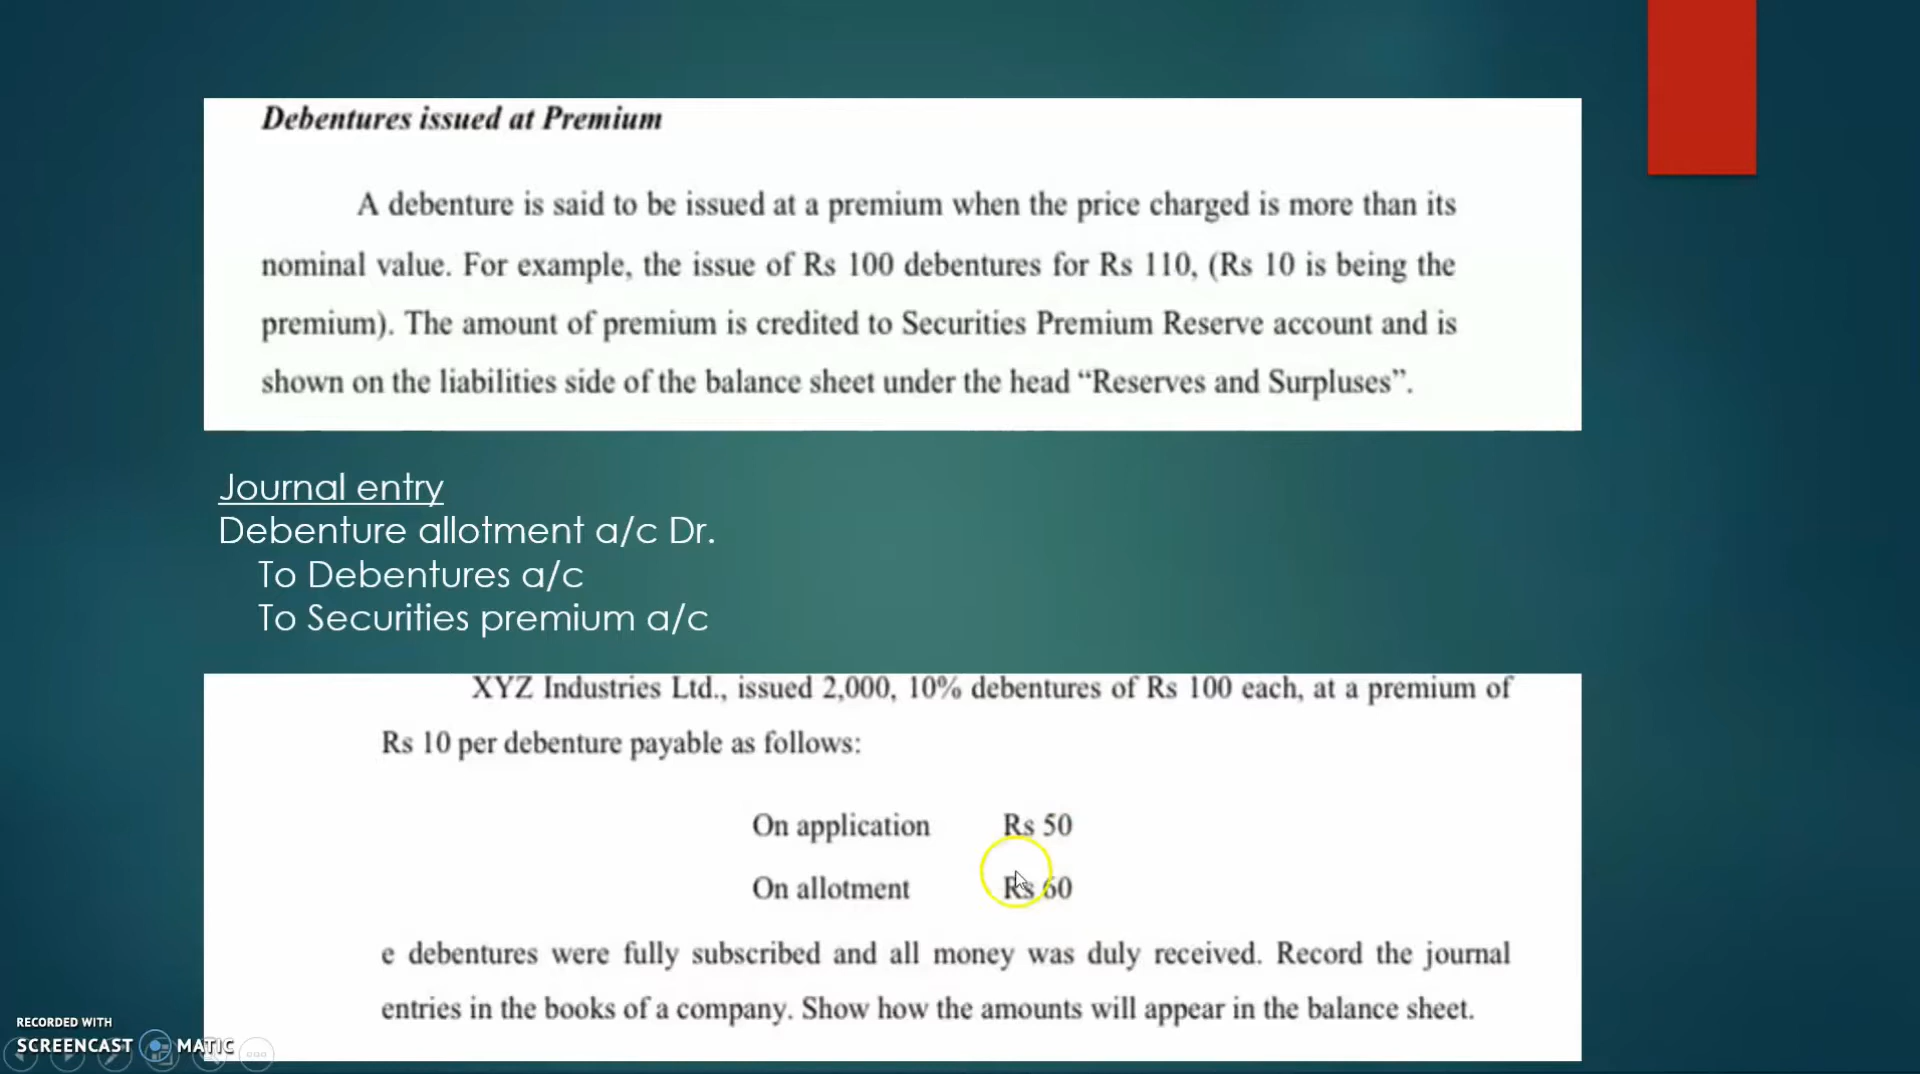 Debentures issued at Premium
A debenture is said to be issued at a premium when the price charged is more than its
nominal value. For example, the issue of Rs 100 debentures for Rs 110, (Rs 10 is being the
premium). The amount of premium is credited to Securities Premium Reserve account and is
shown on the liabilities side of the balance sheet under the head “Reserves and Surpluses”.
Journal entry
Debenture allotment a/c Dr.
To Debentures a/c
To Securities premium a/c
XYZ Industries Ltd., issued 2,000, 10% debentures of Rs 100 each, at a premium of
Rs 10 per debenture payable as follows:
On application Rs 50
On allotment Rs 60
e debentures were fully subscribed and all money was duly received. Record the journal
entries in the books of a company. Show how the amounts will appear in the balance sheet.
RECORDED WITH
SCREENCAST MATIC